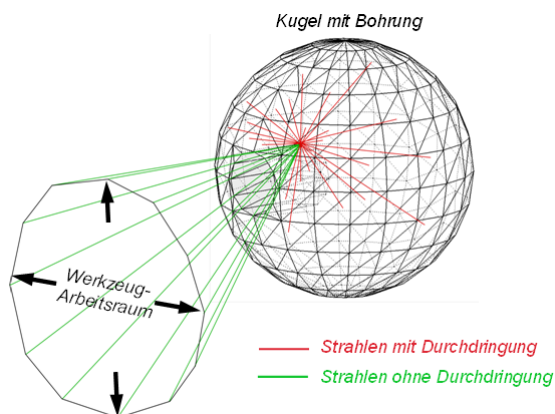 Kugel mit Bohrung
Werkzeug-
Arbeitsraum
Strahlen mit Durchdringung
Strahlen ohne Durchdringung